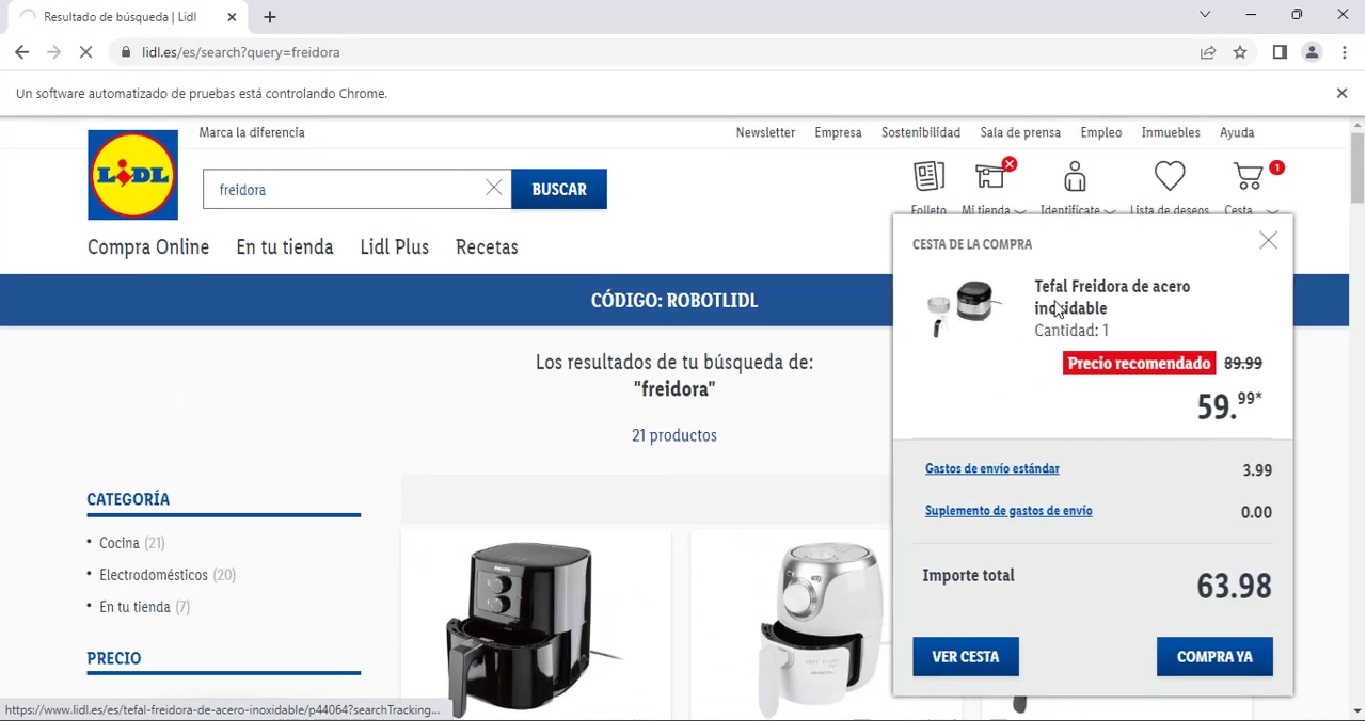 Resultado de búsqueda | Lidl
lidl.es/es/search?query=freidora
Un software automatizado de pruebas está controlando Chrome.
Marca la diferencia
Newsletter Empresa Sostenibilidad Sala de prensa Empleo Inmuebles Ayuda
LIDL
freidora
BUSCAR
1
Folleto Mi tienda Identifícate Lista de deseos Cesta
Compra Online En tu tienda Lidl Plus Recetas
CÓDIGO: ROBOTLIDL
Los resultados de tu búsqueda de:
"freidora"
21 productos
CATEGORÍA
Cocina (21)
Electrodomésticos (20)
En tu tienda (7)
PRECIO
CESTA DE LA COMPRA
Tefal Freidora de acero
inoxidable
Cantidad: 1
Precio recomendado 89.99
59.99*
Gastos de envío estándar 3.99
Suplemento de gastos de envío 0.00
Importe total 63.98
VER CESTA COMPRA YA
https://www.lidl.es/es/tefal-freidora-de-acero-inoxidable/p44064?searchTracking...